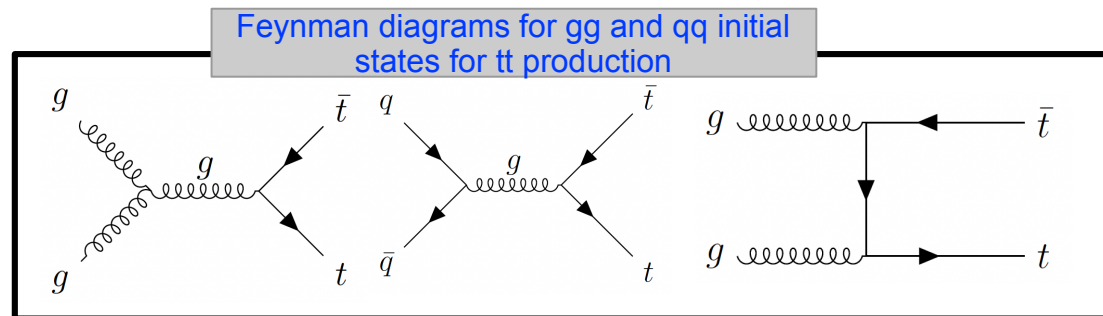 Feynman diagrams for gg and qq initial
states for tt production
g
g
g
t̄
t
q
q̄
g
t̄
t
g
g
t̄
t